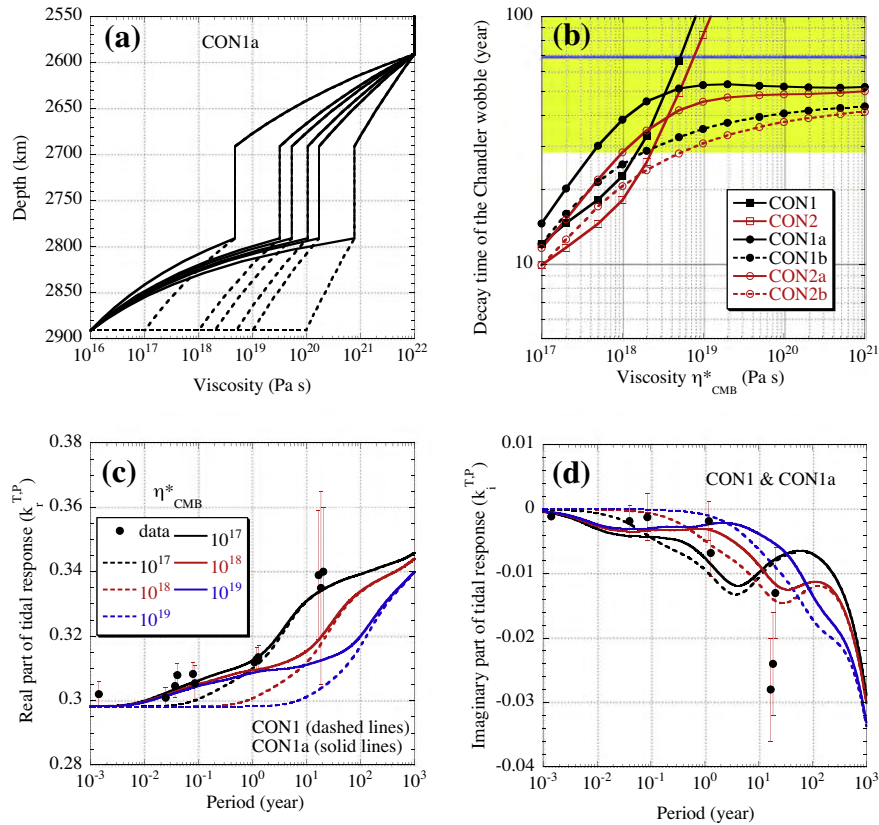 (a)
CON1a
Depth (km)
2550
2600
2650
2700
2750
2800
2850
2900
10^16 10^17 10^18 10^19 10^20 10^21 10^22
Viscosity (Pa s)
(b)
Decay time of the Chandler wobble (year)
100
10
CON1
CON2
CON1a
CON1b
CON2a
CON2b
10^17 10^18 10^19 10^20 10^21
Viscosity η*CMB (Pa s)
(c)
Real part of tidal response (k_r^T,P)
0.38
0.36
0.34
0.32
0.3
0.28
η*CMB
data 10^17
10^17 10^18
10^18 10^19
10^19
CON1 (dashed lines)
CON1a (solid lines)
10^-3 10^-2 10^-1 10^0 10^1 10^2 10^3
Period (year)
(d)
CON1 & CON1a
Imaginary part of tidal response (k_i^T,P)
0.01
0
-0.01
-0.02
-0.03
-0.04
10^-3 10^-2 10^-1 10^0 10^1 10^2 10^3
Period (year)